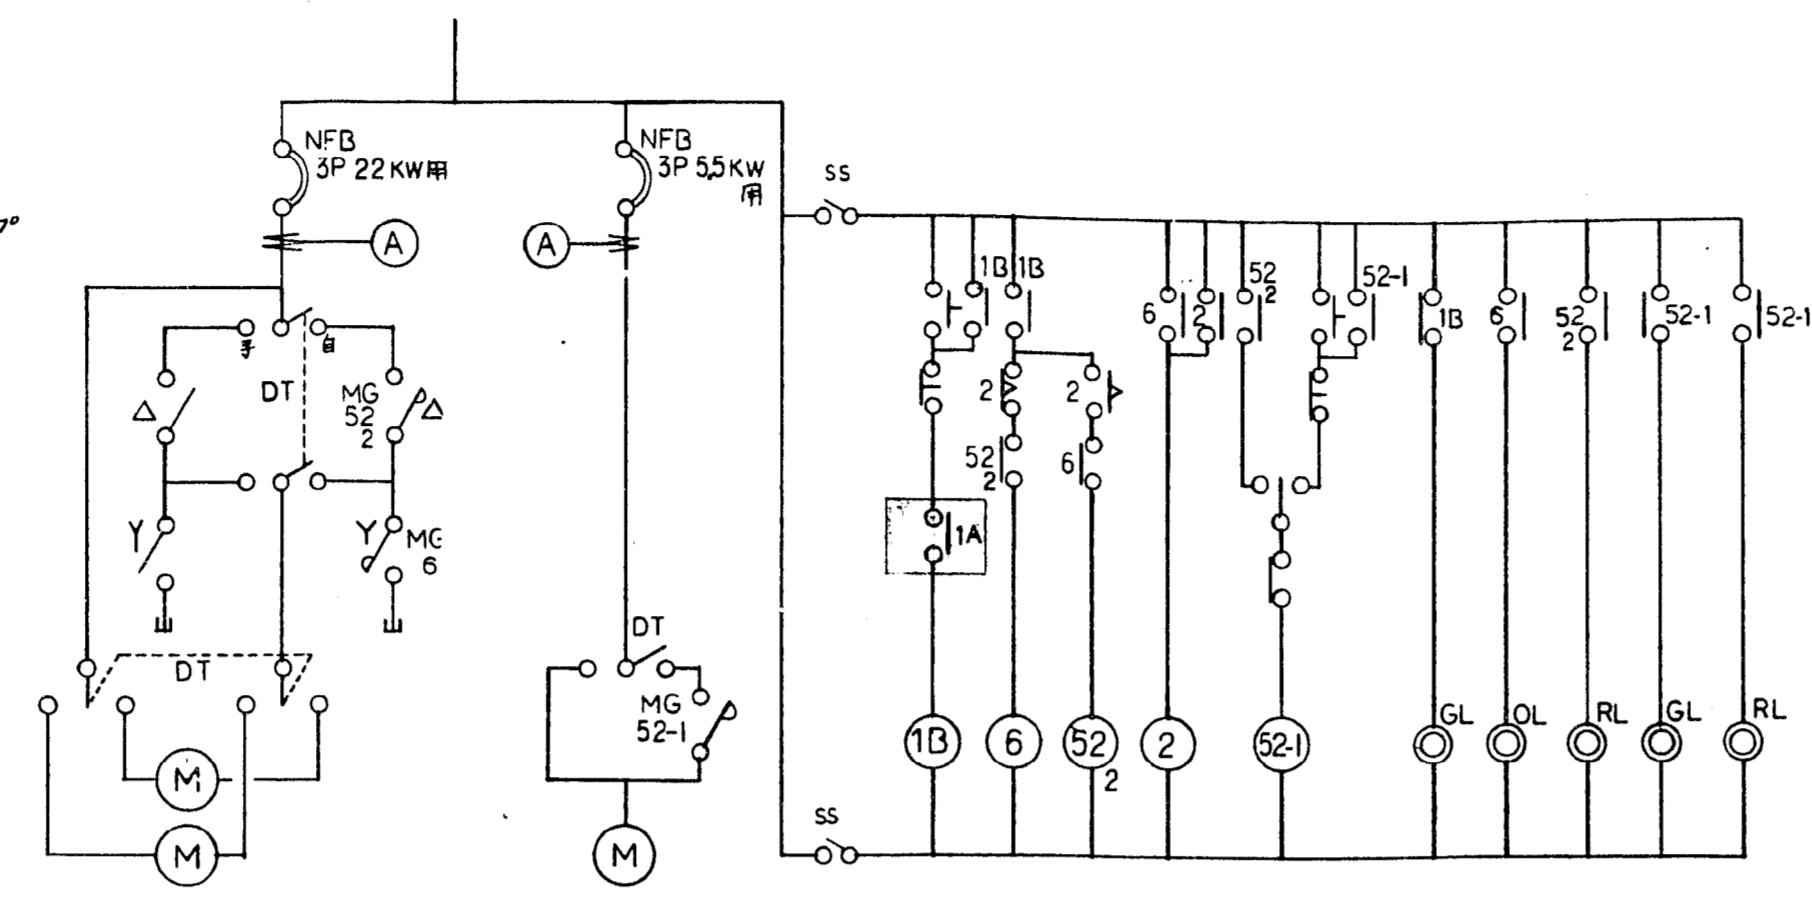 NFB
3P 22KW用
NFB
3P 5.5KW
用
SS
A
A
1B
1B
6
2
52
2
52-1
1B
6
52
2
52-1
52-1
手
自
DT
△
MG
52
2
△
2
2
52
2
6
Y
Y
MG
6
1A
DT
DT
MG
52-1
M1
M
M
1B
6
52
2
2
52-1
GL
OL
RL
GL
RL
SS